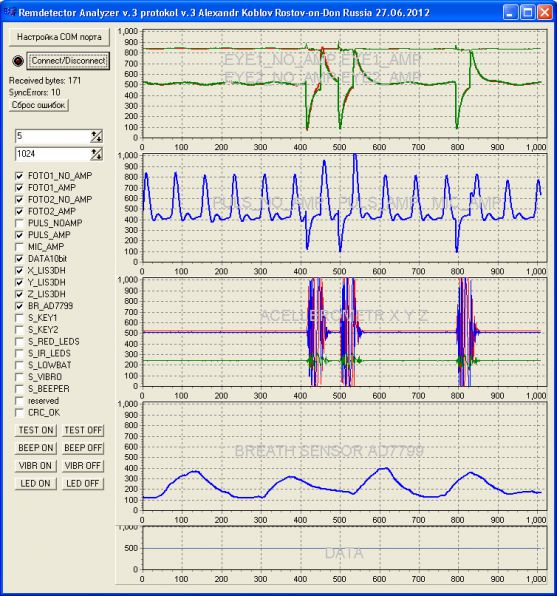 Remdetector Analyzer v.3 protokol v.3 Alexandr Koblov Rostov-on-Don Russia 27.06.2012
Настройка COM порта
Connect/Disconnect
Received bytes: 171
SyncErrors: 10
Сброс ошибок
5
1024
FOTO1_NO_AMP
FOTO1_AMP
FOTO2_NO_AMP
FOTO2_AMP
PULS_NOAMP
PULS_AMP
MIC_AMP
DATA10bit
X_LIS3DH
Y_LIS3DH
Z_LIS3DH
BR_AD7799
S_KEY1
S_KEY2
S_RED_LEDS
S_IR_LEDS
S_LOWBAT
S_VIBRO
S_BEEPER
reserved
CRC_OK
TEST ON TEST OFF
BEEP ON BEEP OFF
VIBR ON VIBR OFF
LED ON LED OFF
1,000
900
800
700
600
500
400
300
200
100
0
EYE1_NO_AMP EYE1_AMP
EYE2_NO_AMP EYE2_AMP
0 100 200 300 400 500 600 700 800 900 1,000
1,000
900
800
700
600
500
400
300
200
100
0
PULS_NO_AMP PULS_AMP MIC_AMP
0 100 200 300 400 500 600 700 800 900 1,000
1,000
900
800
700
600
500
400
300
200
100
0
ACELLEROMETR X Y Z
0 100 200 300 400 500 600 700 800 900 1,000
1,000
900
800
700
600
500
400
300
200
100
0
BREATH SENSOR AD7799
0 100 200 300 400 500 600 700 800 900 1,000
1,000
500
0
DATA
0 100 200 300 400 500 600 700 800 900 1,000